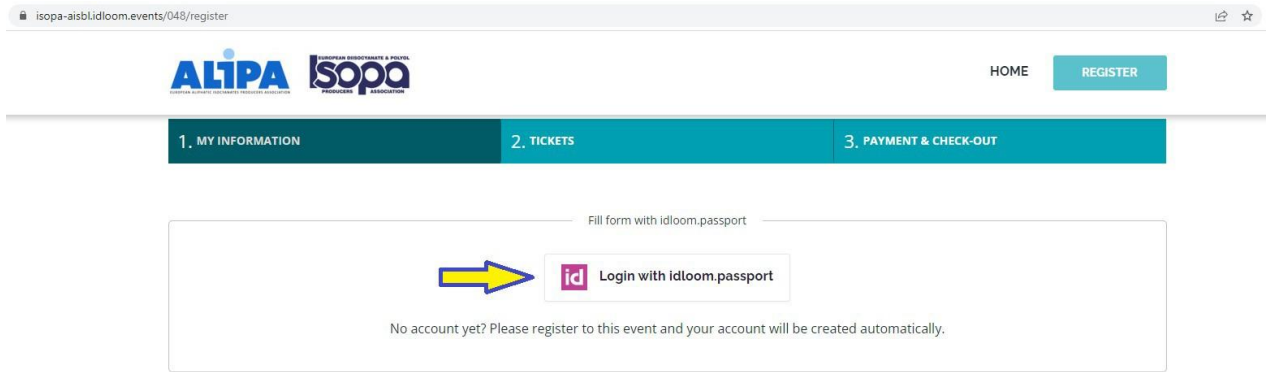 isopa-aisbl.idloom.events/048/register
ALIPA
EUROPEAN ALIPHATIC ISOCYANATES PRODUCERS ASSOCIATION
EUROPEAN DIISOCYANATE & POLYOL
ISOPA
PRODUCERS ASSOCIATION
HOME
REGISTER
1. MY INFORMATION
2. TICKETS
3. PAYMENT & CHECK-OUT
Fill form with idloom.passport
id Login with idloom.passport
No account yet? Please register to this event and your account will be created automatically.